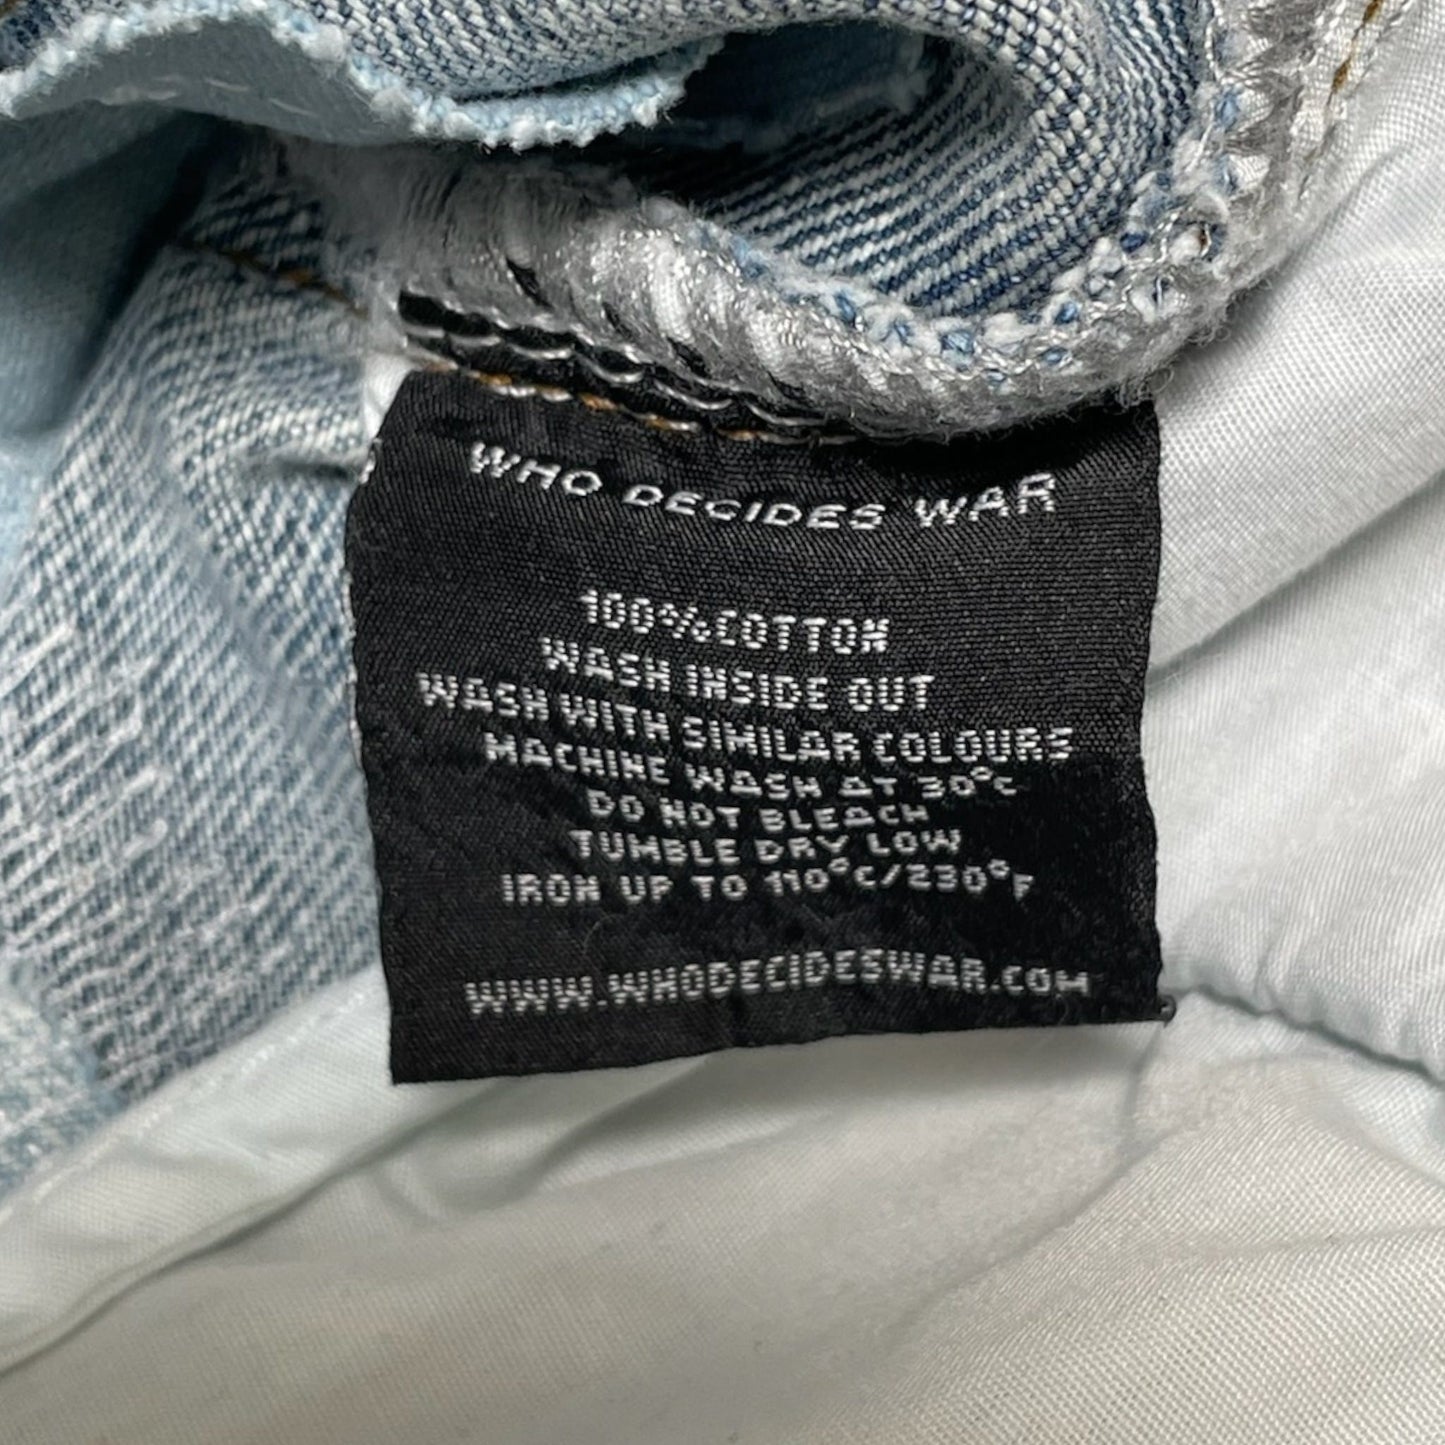 WHO DECIDES WAR
100% COTTON
WASH INSIDE OUT
WASH WITH SIMILAR COLOURS
MACHINE WASH AT 30°C
DO NOT BLEACH
TUMBLE DRY LOW
IRON UP TO 110°C/230°F
WWW.WHODECIDESWAR.COM